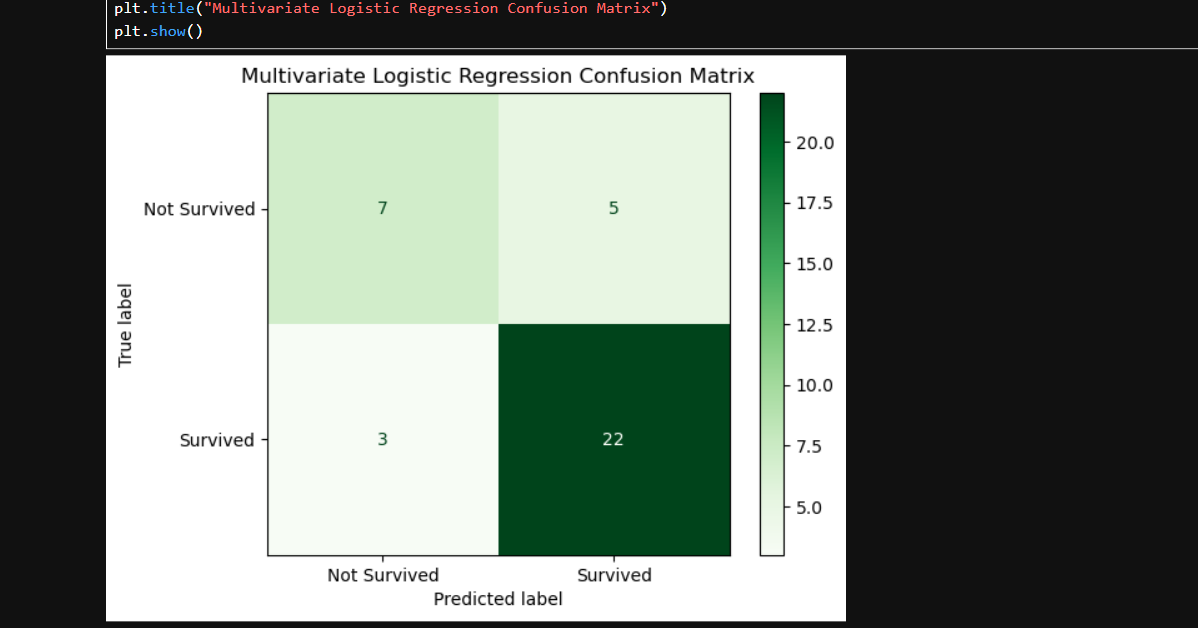 plt.title("Multivariate Logistic Regression Confusion Matrix")
plt.show()
Multivariate Logistic Regression Confusion Matrix
20.0
Not Survived
7
5
17.5
15.0
True label
12.5
10.0
Survived
3
22
7.5
5.0
Not Survived
Survived
Predicted label